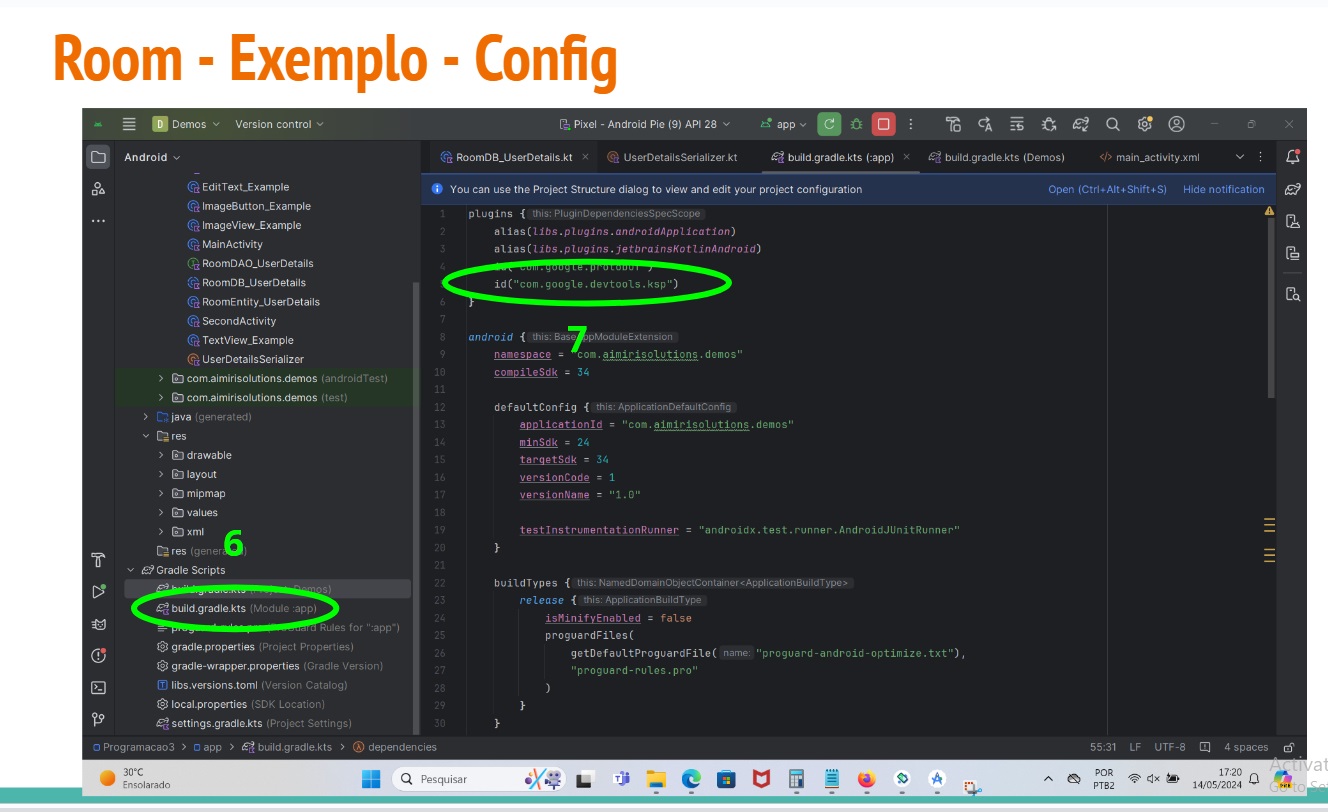 Room - Exemplo - Config
D Demos Version control Pixel - Android Pie (9) API 28 app
Android
RoomDB_UserDetails.kt UserDetailsSerializer.kt build.gradle.kts (:app) build.gradle.kts (Demos) main_activity.xml
You can use the Project Structure dialog to view and edit your project configuration Open (Ctrl+Alt+Shift+S) Hide notification
EditText_Example
ImageButton_Example
ImageView_Example
MainActivity
RoomDAO_UserDetails
RoomDB_UserDetails
RoomEntity_UserDetails
SecondActivity
TextView_Example
UserDetailsSerializer
com.aimirisolutions.demos (androidTest)
com.aimirisolutions.demos (test)
java (generated)
res
drawable
layout
mipmap
values
xml
6
res (generated)
Gradle Scripts
build.gradle.kts (Project: Demos)
build.gradle.kts (Module :app)
proguard-rules.pro (ProGuard Rules for ":app")
gradle.properties (Project Properties)
gradle-wrapper.properties (Gradle Version)
libs.versions.toml (Version Catalog)
local.properties (SDK Location)
settings.gradle.kts (Project Settings)
1 plugins { this: PluginDependenciesSpecScope
2 alias(libs.plugins.androidApplication)
3 alias(libs.plugins.jetbrainsKotlinAndroid)
4 id("com.google.protobuf")
id("com.google.devtools.ksp")
6 }
7
7
8 android { this: BaseAppModuleExtension
9 namespace = "com.aimirisolutions.demos"
10 compileSdk = 34
11
12 defaultConfig { this: ApplicationDefaultConfig
13 applicationId = "com.aimirisolutions.demos"
14 minSdk = 24
15 targetSdk = 34
16 versionCode = 1
17 versionName = "1.0"
18
19 testInstrumentationRunner = "androidx.test.runner.AndroidJUnitRunner"
20 }
21
22 buildTypes { this: NamedDomainObjectContainer<ApplicationBuildType>
23 release { this: ApplicationBuildType
24 isMinifyEnabled = false
25 proguardFiles(
26 getDefaultProguardFile( name: "proguard-android-optimize.txt"),
27 "proguard-rules.pro"
28 )
29 }
30 }
Programacao3 > app > build.gradle.kts > dependencies 55:31 LF UTF-8 4 spaces
30°C
Ensolarado
Pesquisar
POR
PTB2
17:20
14/05/2024
Activat
Go to Set